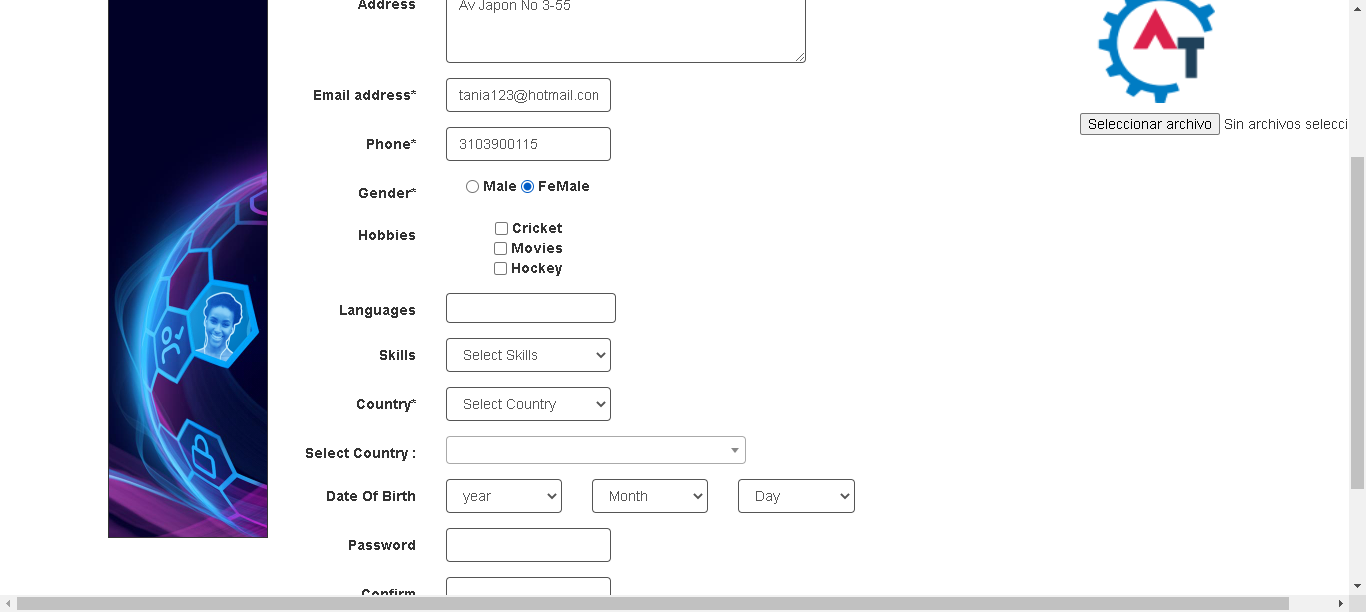 Address
Av Japon No 3-55
AT
Email address*
tania123@hotmail.con
Phone*
3103900115
Seleccionar archivo Sin archivos selecci
Gender*
Male FeMale
Hobbies
Cricket
Movies
Hockey
Languages
Skills
Select Skills
Country*
Select Country
Select Country :
Date Of Birth
year Month Day
Password
Confirm